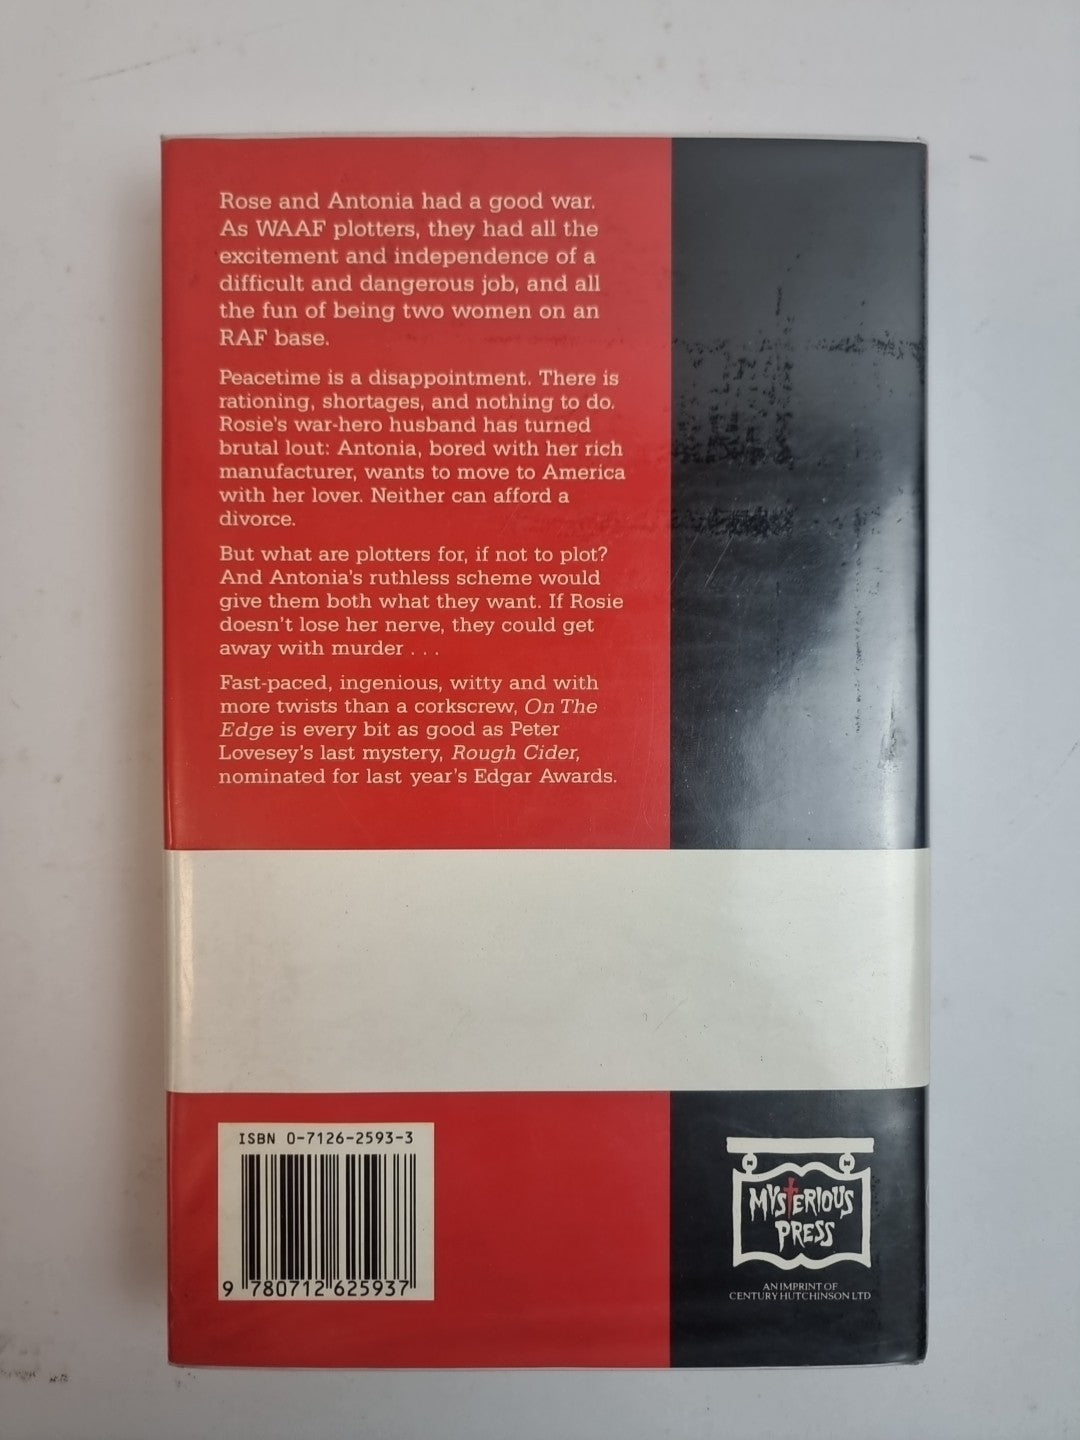 Rose and Antonia had a good war.
As WAAF plotters, they had all the
excitement and independence of a
difficult and dangerous job, and all
the fun of being two women on an
RAF base.
Peacetime is a disappointment. There is
rationing, shortages, and nothing to do.
Rosie's war-hero husband has turned
brutal lout: Antonia, bored with her rich
manufacturer, wants to move to America
with her lover. Neither can afford a
divorce.
But what are plotters for, if not to plot?
And Antonia's ruthless scheme would
give them both what they want. If Rosie
doesn't lose her nerve, they could get
away with murder . . .
Fast-paced, ingenious, witty and with
more twists than a corkscrew, On The
Edge is every bit as good as Peter
Lovesey's last mystery, Rough Cider,
nominated for last year's Edgar Awards.
ISBN 0-7126-2593-3
9 780712 625937
MYSTERIOUS
PRESS
AN IMPRINT OF
CENTURY HUTCHINSON LTD